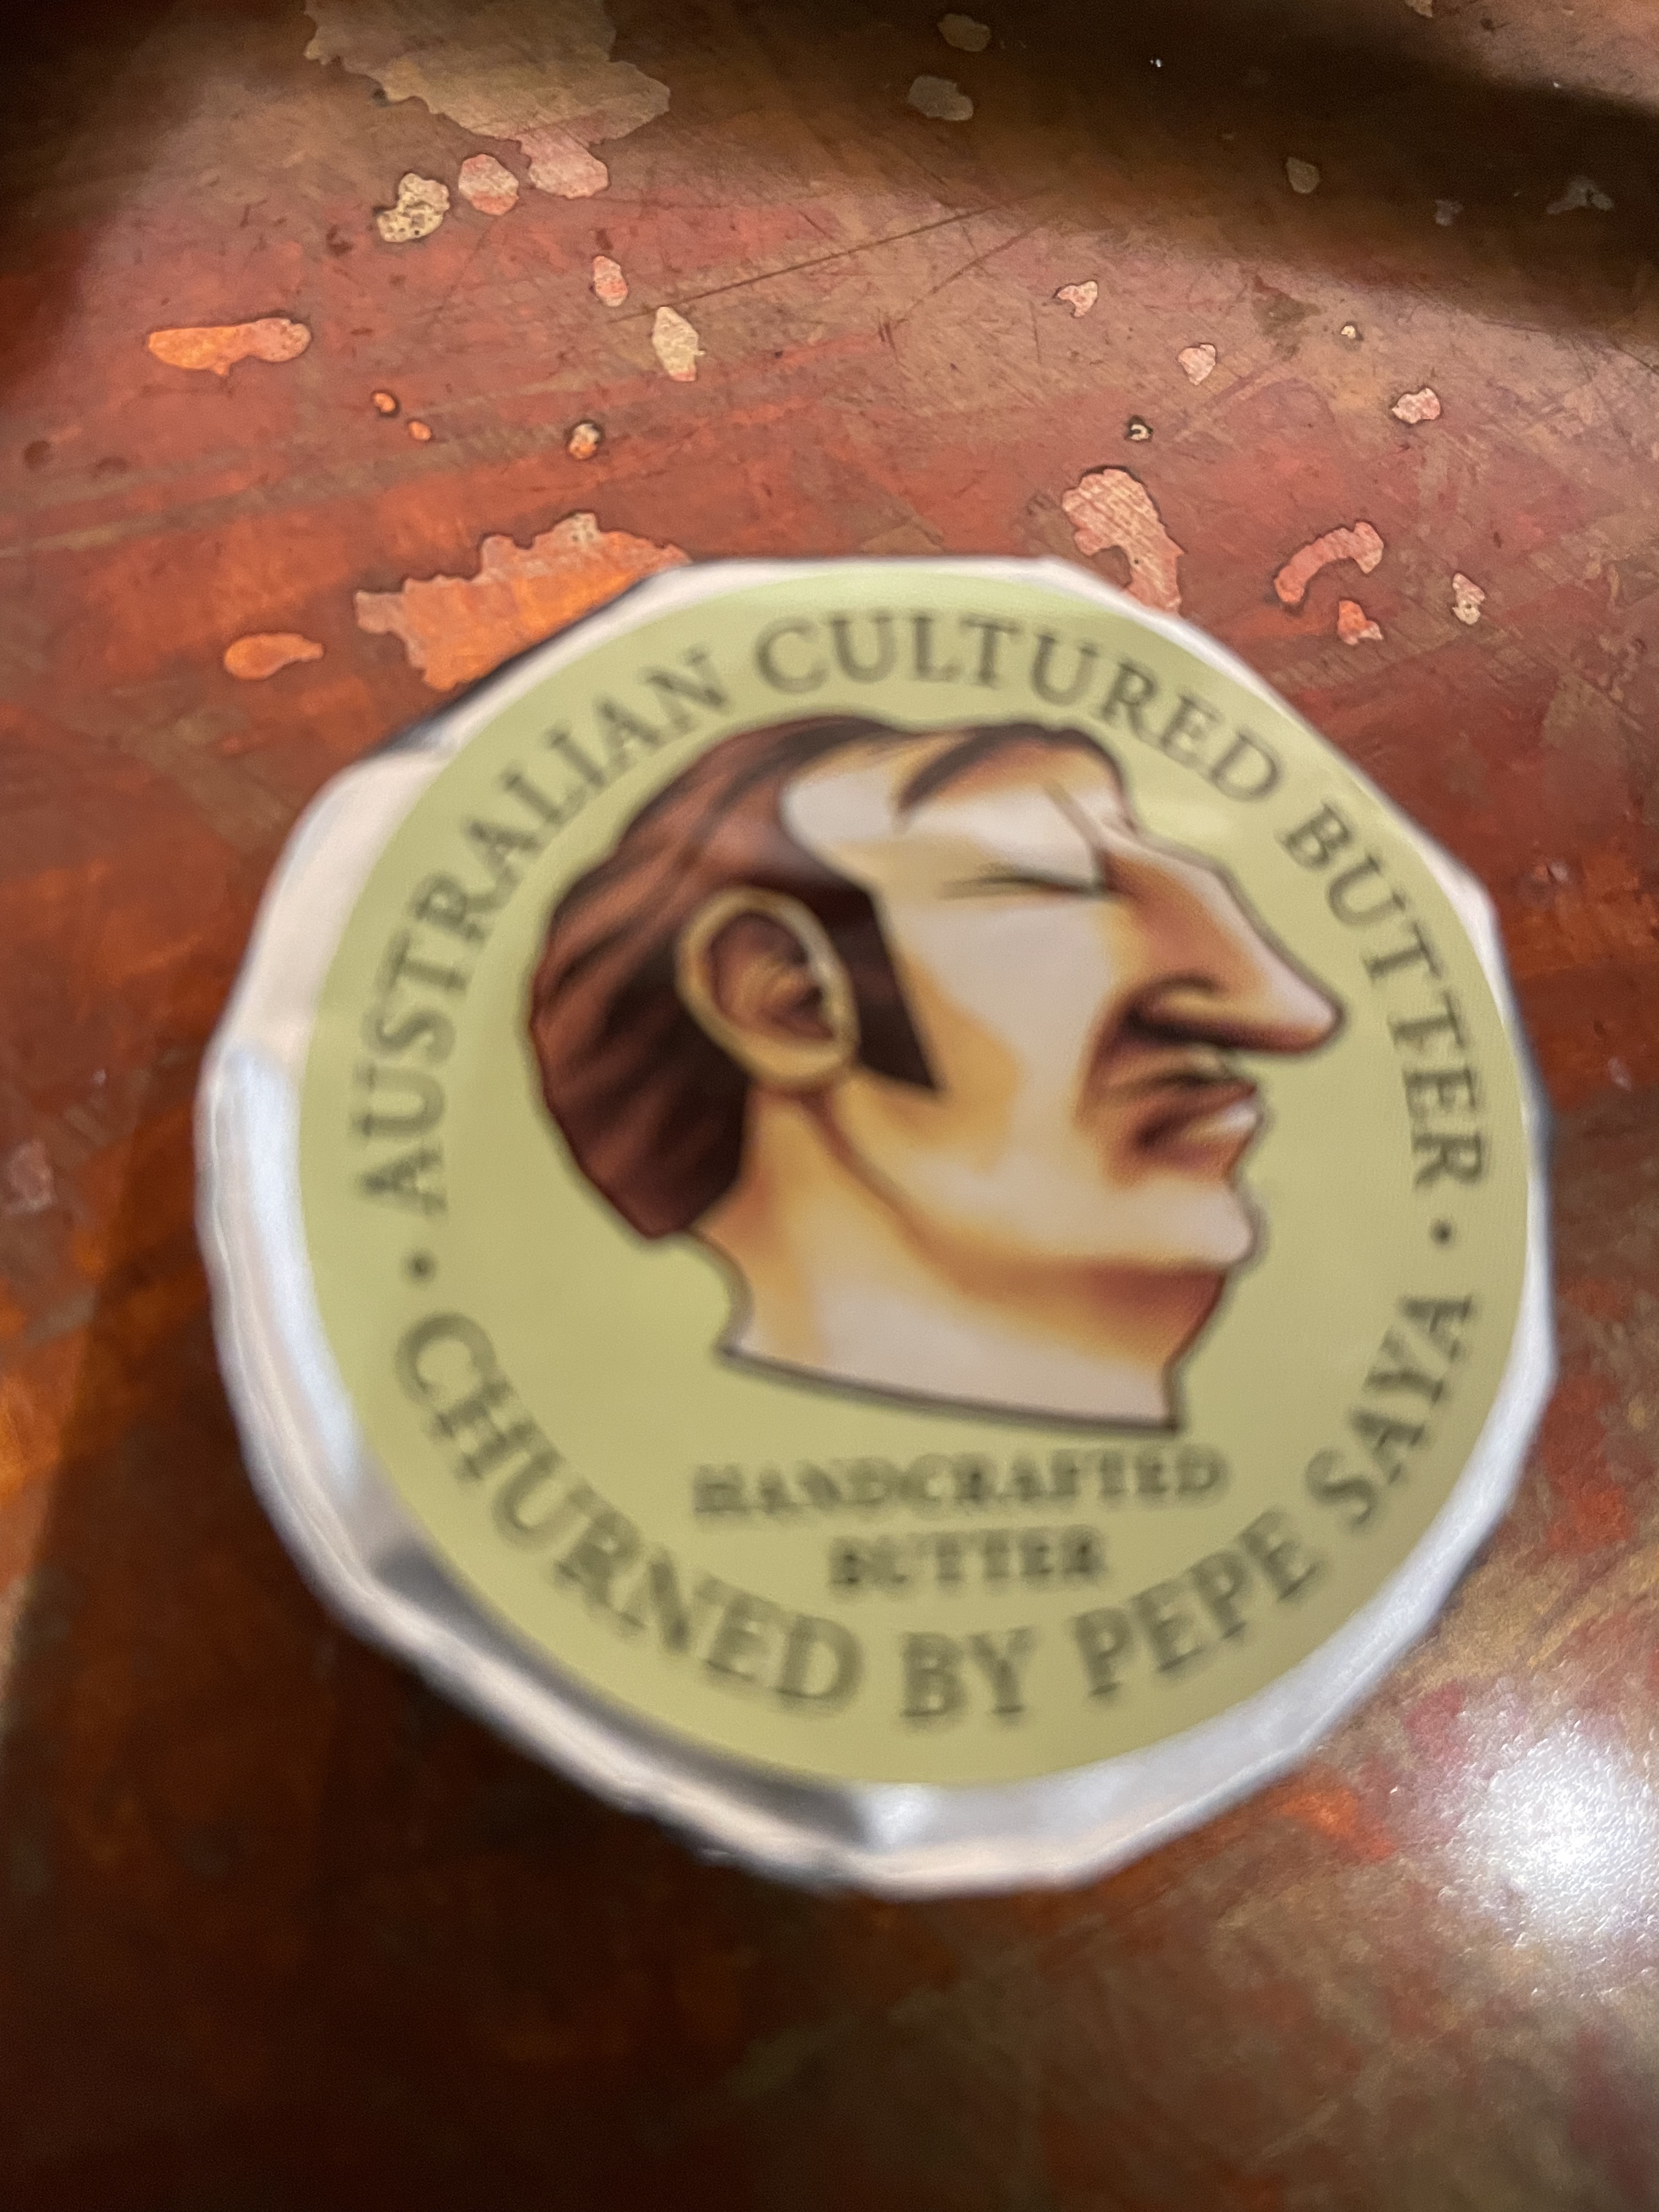 AUSTRALIAN CULTURED BUTTER •
HANDCRAFTED
BUTTER
• CHURNED BY PEPE SAYA